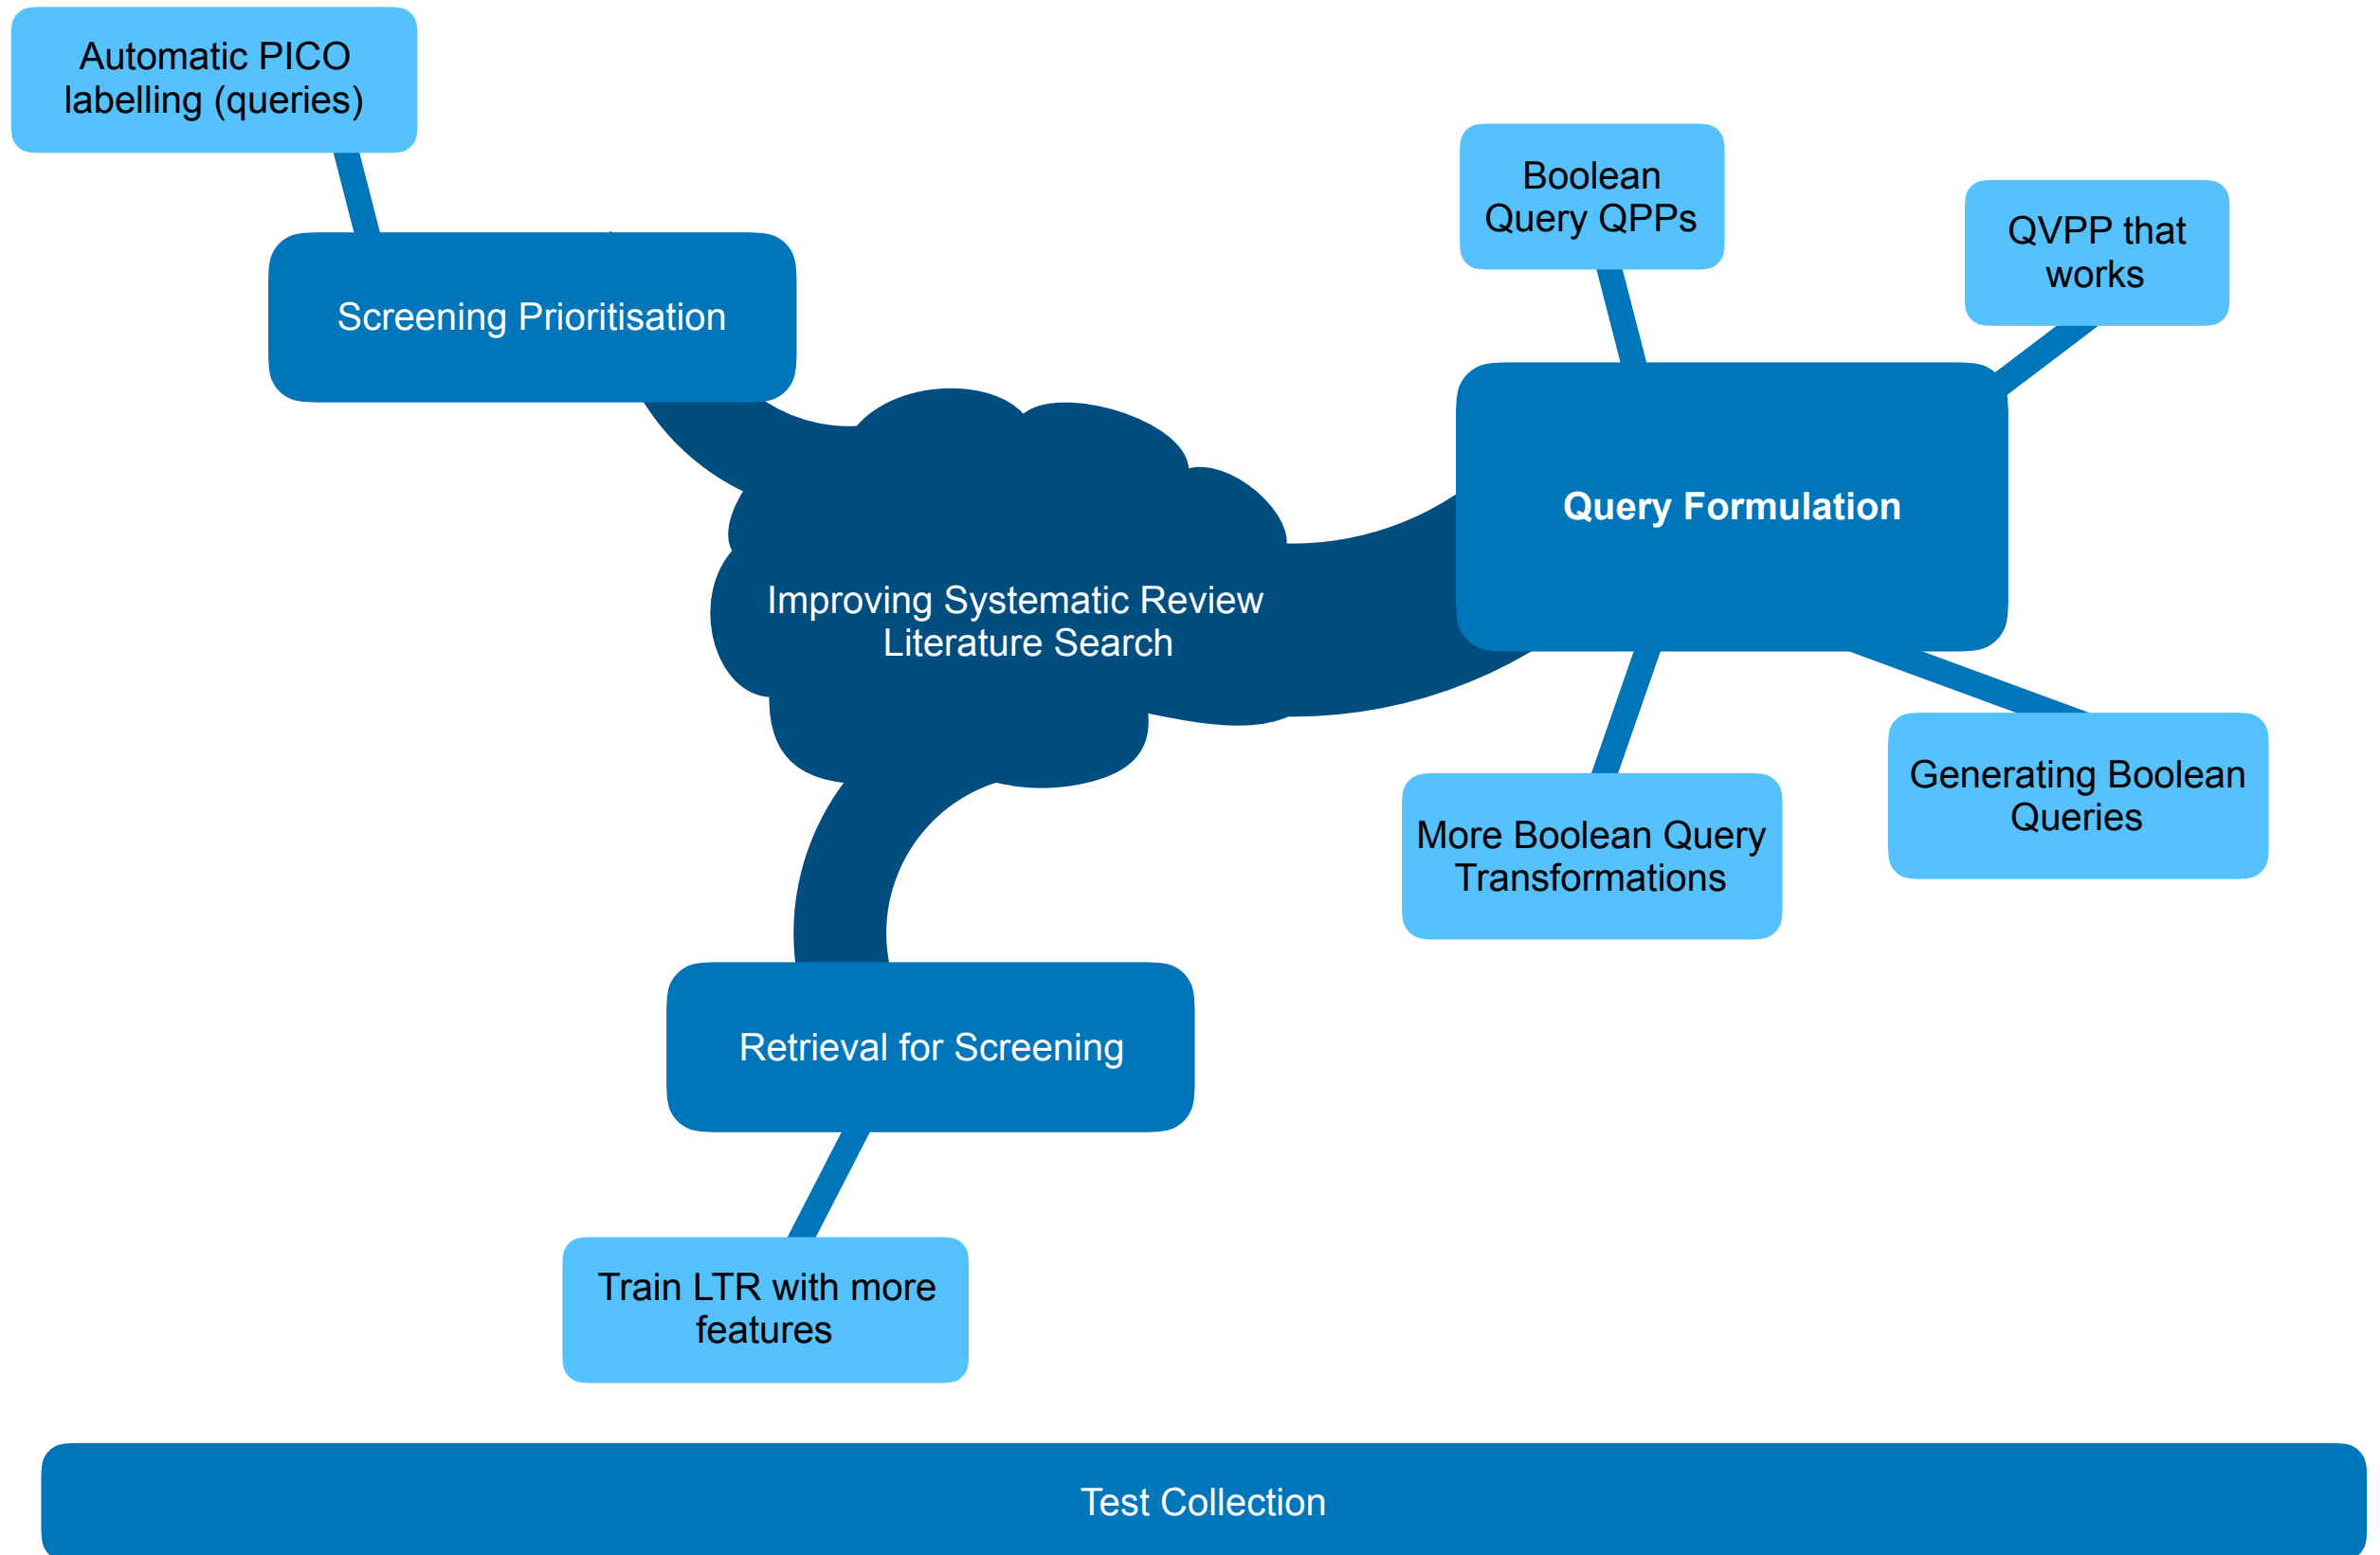 Automatic PICO
labelling (queries)
Boolean
Query QPPs
QVPP that
works
Screening Prioritisation
Query Formulation
Improving Systematic Review
Literature Search
Generating Boolean
Queries
More Boolean Query
Transformations
Retrieval for Screening
Train LTR with more
features
Test Collection